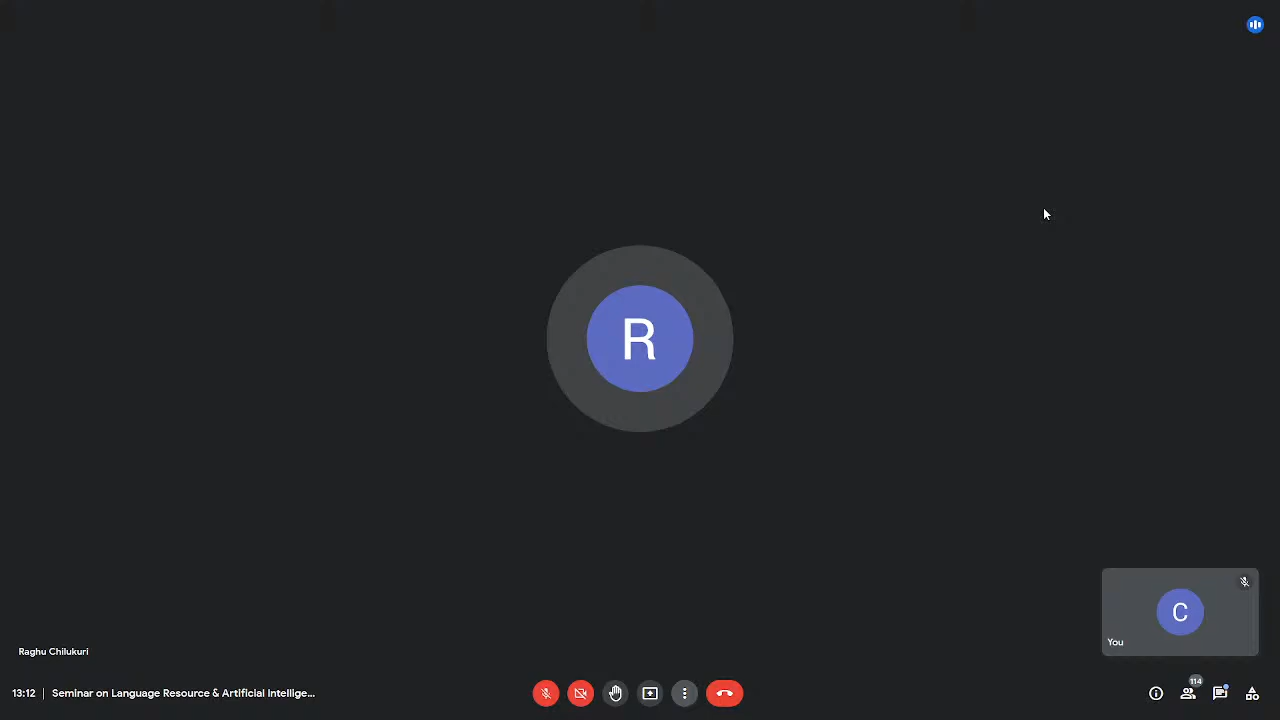 R
C
You
Raghu Chilukuri
13:12 | Seminar on Language Resource & Artificial Intellige...
114